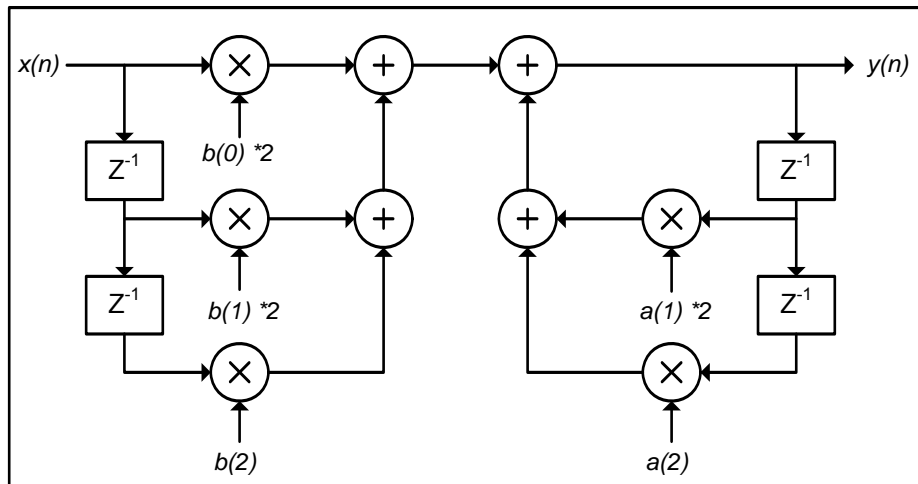 x(n)
y(n)
b(0) *2
Z⁻¹
Z⁻¹
b(1) *2
a(1) *2
Z⁻¹
Z⁻¹
b(2)
a(2)